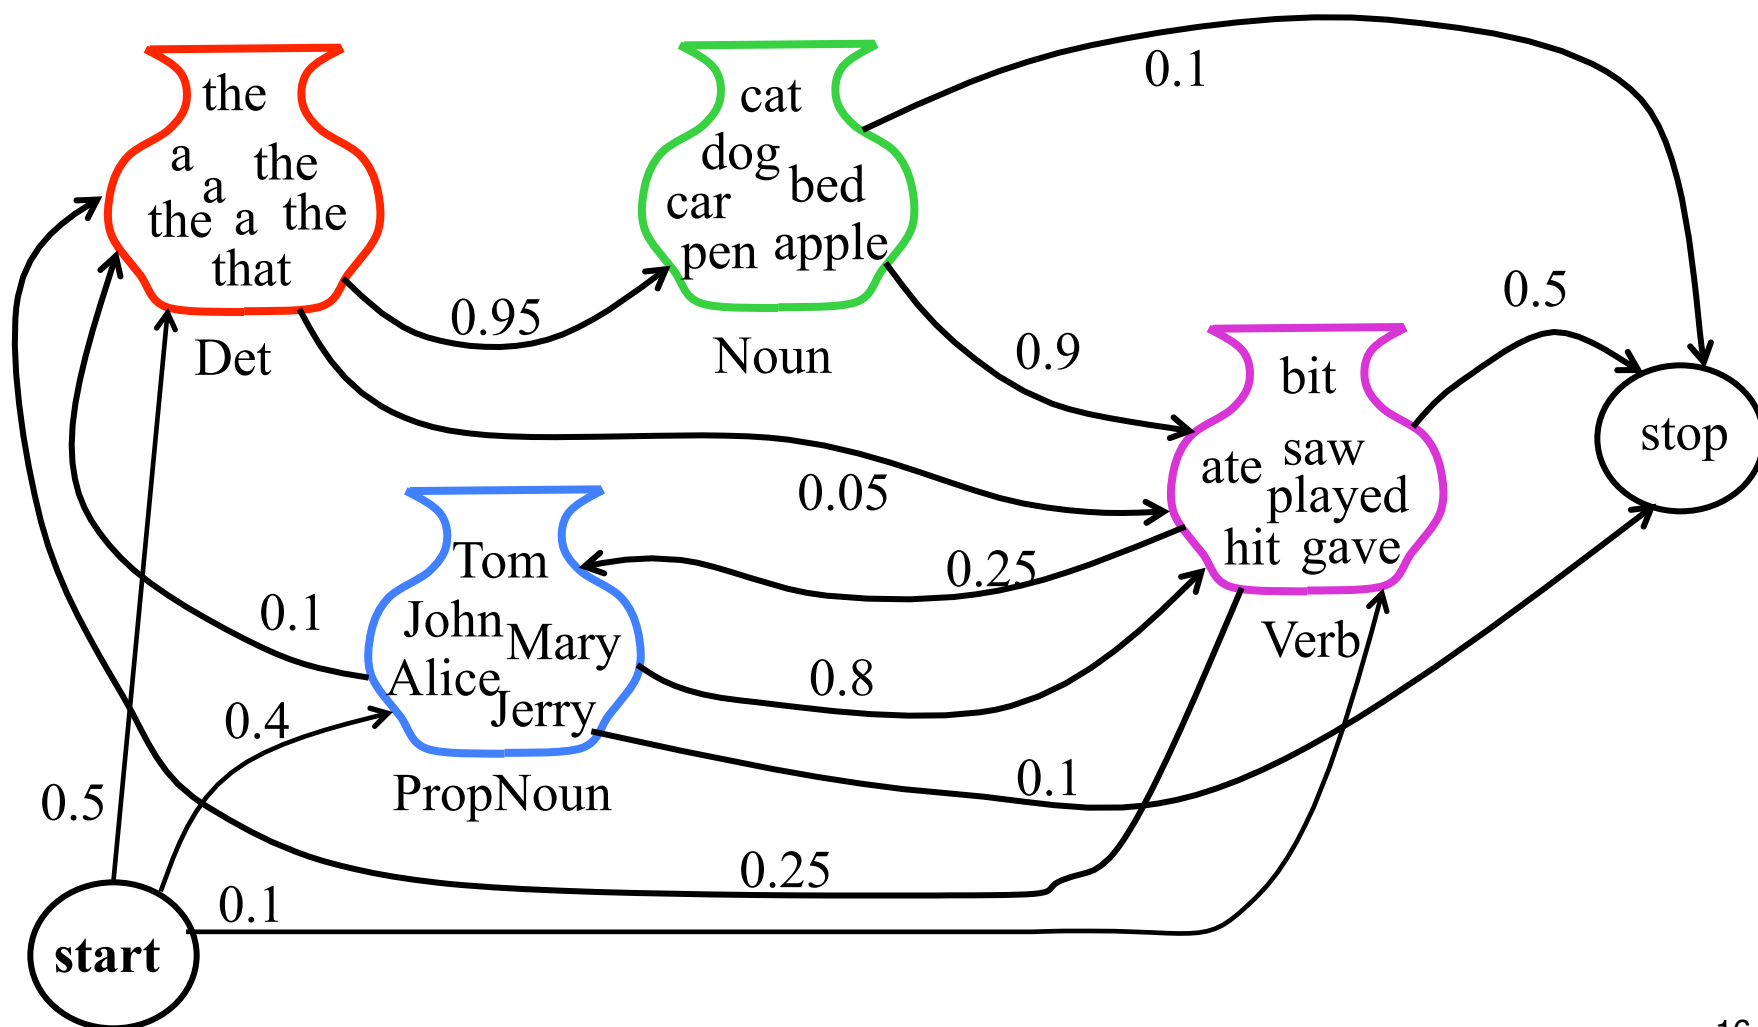 the
a the
a
the a the
that
Det
cat
dog
bed
car
pen apple
Noun
0.1
0.95
0.9
0.5
bit
saw
ate
played
hit gave
Verb
stop
0.05
0.25
Tom
John
Mary
Alice
Jerry
PropNoun
0.1
0.8
0.4
0.1
0.5
0.25
0.1
start